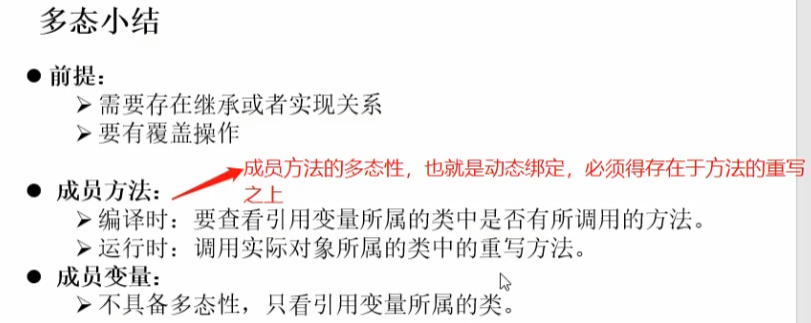 多态小结
● 前提：
➢ 需要存在继承或者实现关系
➢ 要有覆盖操作
成员方法的多态性，也就是动态绑定，必须得存在于方法的重写
之上
● 成员方法：
➢ 编译时：要查看引用变量所属的类中是否有所调用的方法。
➢ 运行时：调用实际对象所属的类中的重写方法。
● 成员变量：
➢ 不具备多态性，只看引用变量所属的类。